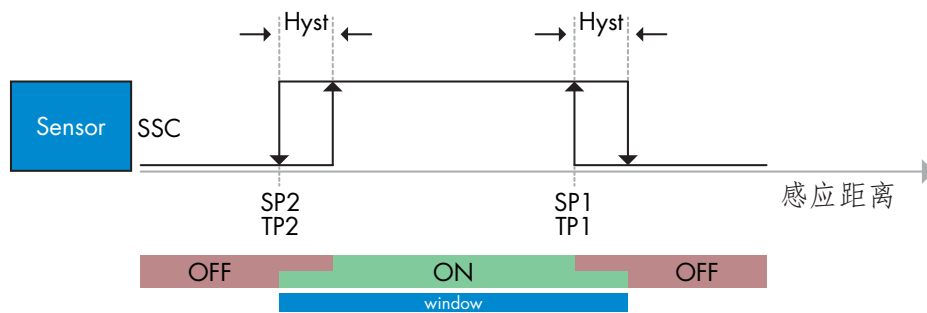 Hyst
Hyst
Sensor
SSC
SP2
TP2
SP1
TP1
感应距离
OFF
ON
OFF
window